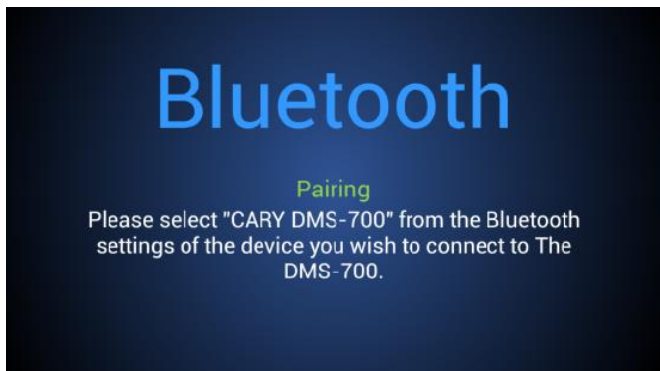 Bluetooth
Pairing
Please select "CARY DMS-700" from the Bluetooth
settings of the device you wish to connect to The
DMS-700.